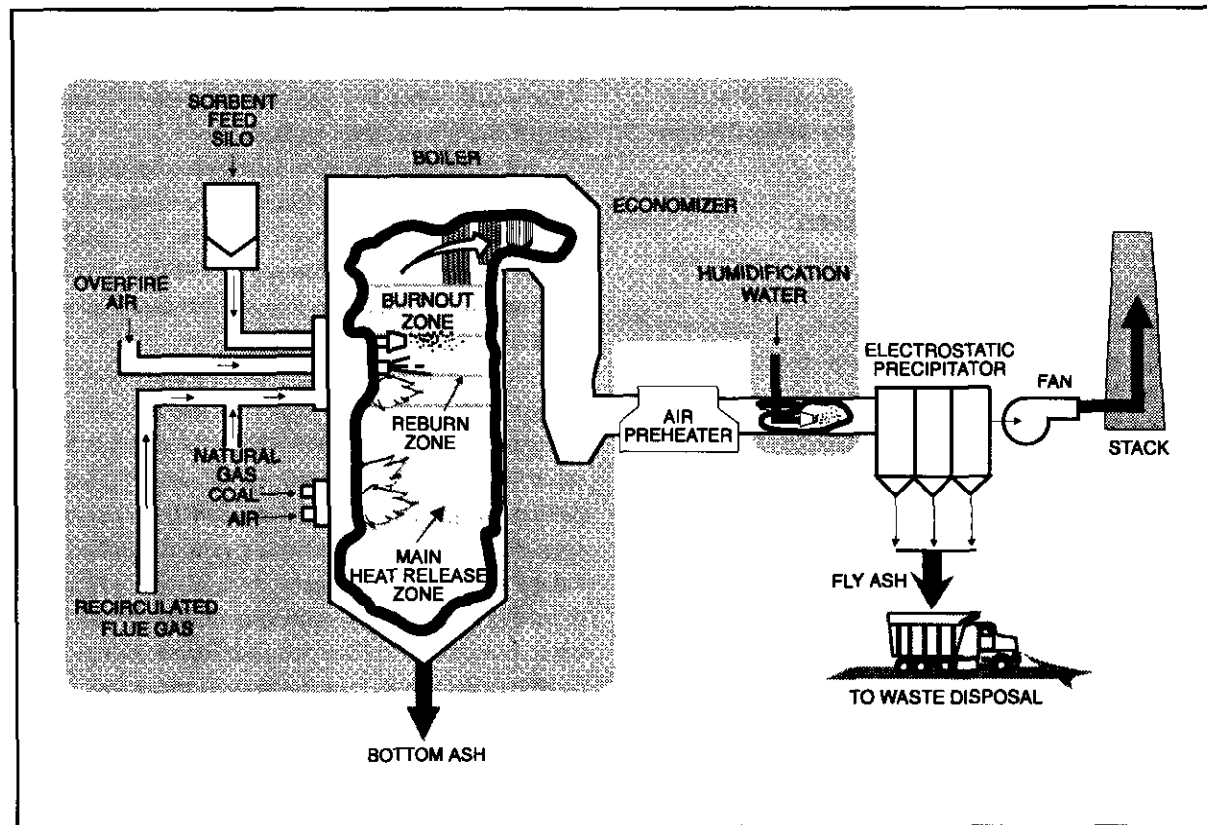 SORBENT
FEED
SILO
BOILER
ECONOMIZER
OVERFIRE
AIR
HUMIDIFICATION
WATER
BURNOUT
ZONE
ELECTROSTATIC
PRECIPITATOR
FAN
AIR
PREHEATER
REBURN
ZONE
STACK
NATURAL
GAS
COAL
AIR
MAIN
HEAT RELEASE
ZONE
RECIRCULATED
FLUE GAS
FLY ASH
TO WASTE DISPOSAL
BOTTOM ASH